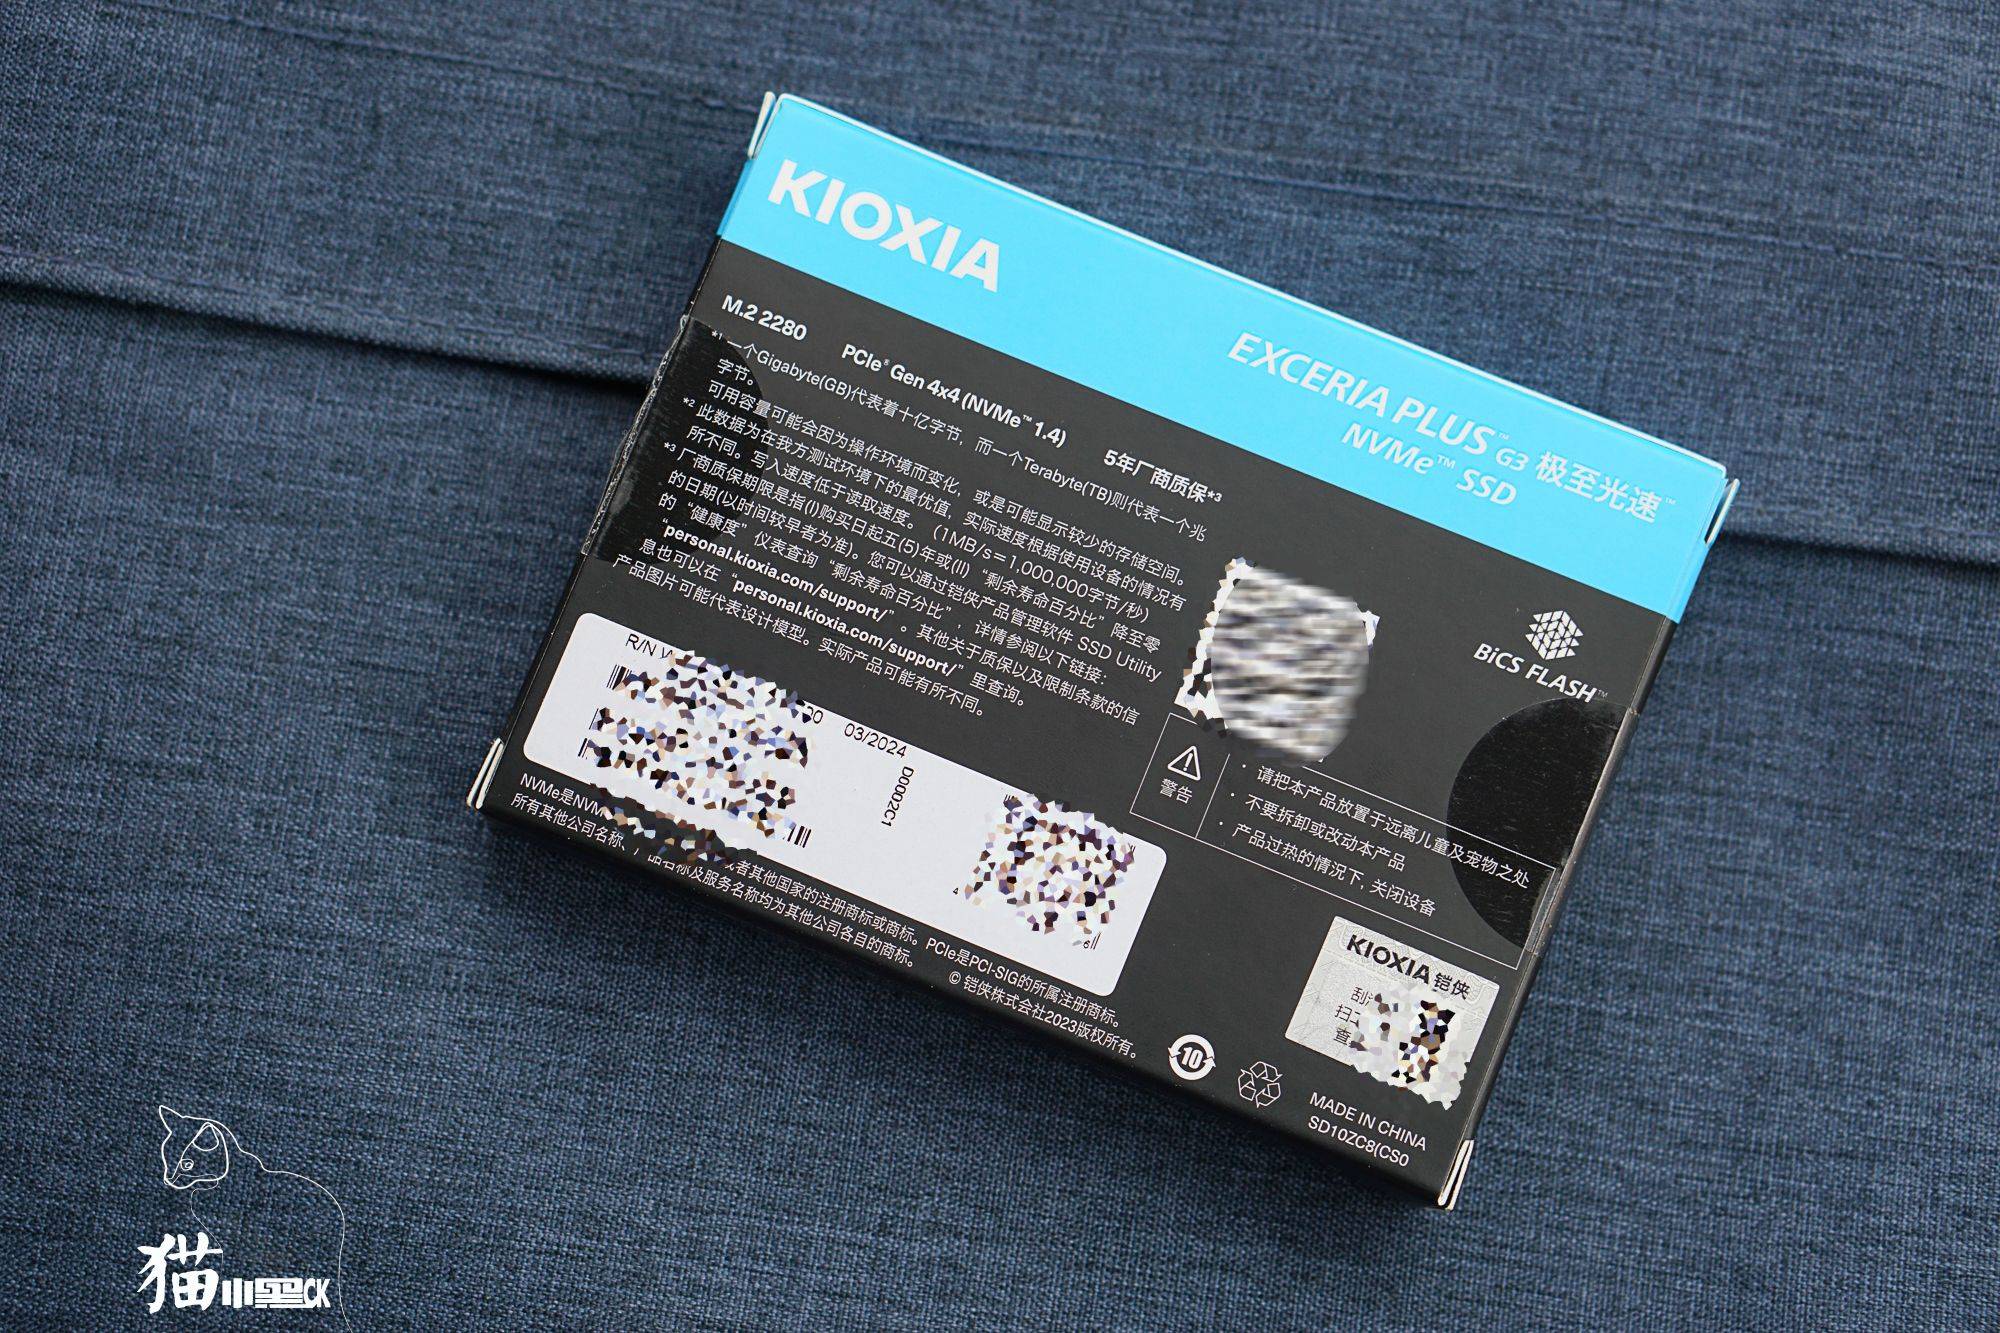 KIOXIA
EXCERIA PLUS™ G3 极至光速™
NVMe™ SSD
M.2 2280 PCIe® Gen 4x4 (NVMe™ 1.4) 5年厂商质保*³
*¹ 一个Gigabyte(GB)代表着十亿字节，而一个Terabyte(TB)则代表一个兆
字节。
可用容量可能会因为操作环境而变化，或是可能显示较少的存储空间。
*² 此数据为在我方测试环境下的最优值，实际速度根据使用设备的情况有
所不同。写入速度低于读取速度。（1MB/s＝1,000,000字节/秒）
*³ 厂商质保期限是指(I)购买日起五(5)年或(II)“剩余寿命百分比”降至零
的日期(以时间较早者为准)。您可以通过铠侠产品管理软件 SSD Utility
的“健康度”仪表查询“剩余寿命百分比”，详情参阅以下链接：
“personal.kioxia.com/support/”。其他关于质保以及限制条款的信
息也可以在“personal.kioxia.com/support/”里查询。
产品图片可能代表设计模型。实际产品可能有所不同。
BiCS FLASH™
警告
· 请把本产品放置于远离儿童及宠物之处
· 不要拆卸或改动本产品
· 产品过热的情况下, 关闭设备
R/N
03/2024
D0002C1
NVMe是NVM 或者其他国家的注册商标或商标。PCIe是PCI-SIG的所属注册商标。
所有其他公司名称、 名称及服务名称均为其他公司各自的商标。
© 铠侠株式会社2023版权所有。
KIOXIA 铠侠
刮
扫
查
10
MADE IN CHINA
SD10ZC8(CS0
猫小黑CK